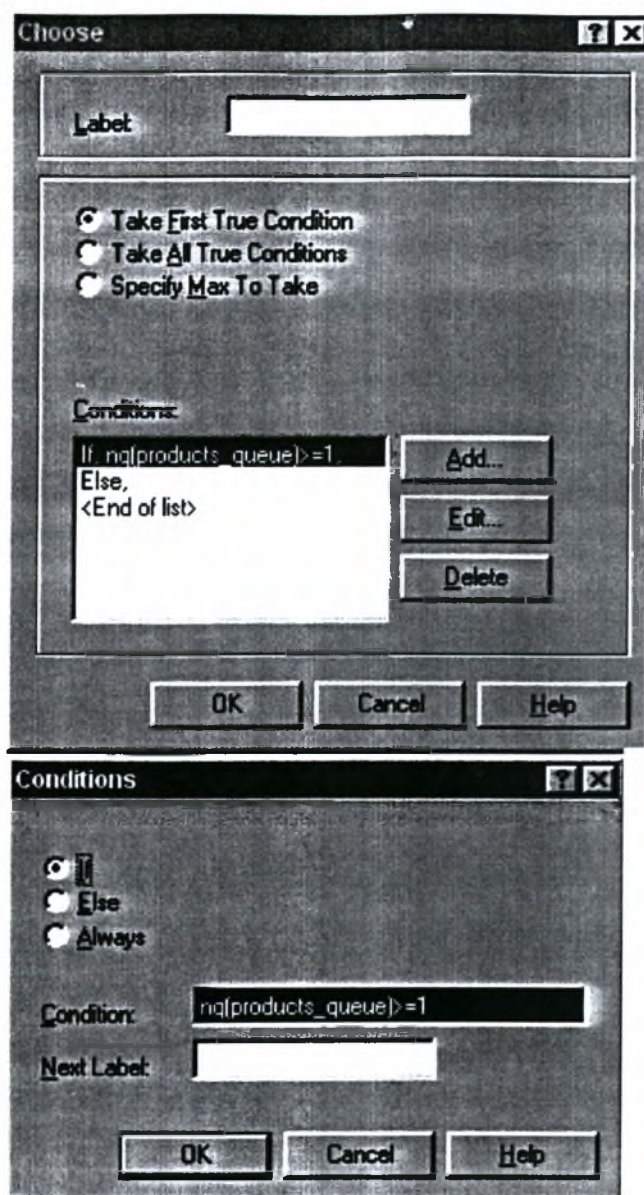 Choose
Label:
Take First True Condition
Take All True Conditions
Specify Max To Take
Conditions:
If, nq(products_queue)>=1,
Else,
<End of list>
Add...
Edit...
Delete
OK Cancel Help
Conditions
If
Else
Always
Condition: nq(products_queue)>=1
Next Label:
OK Cancel Help